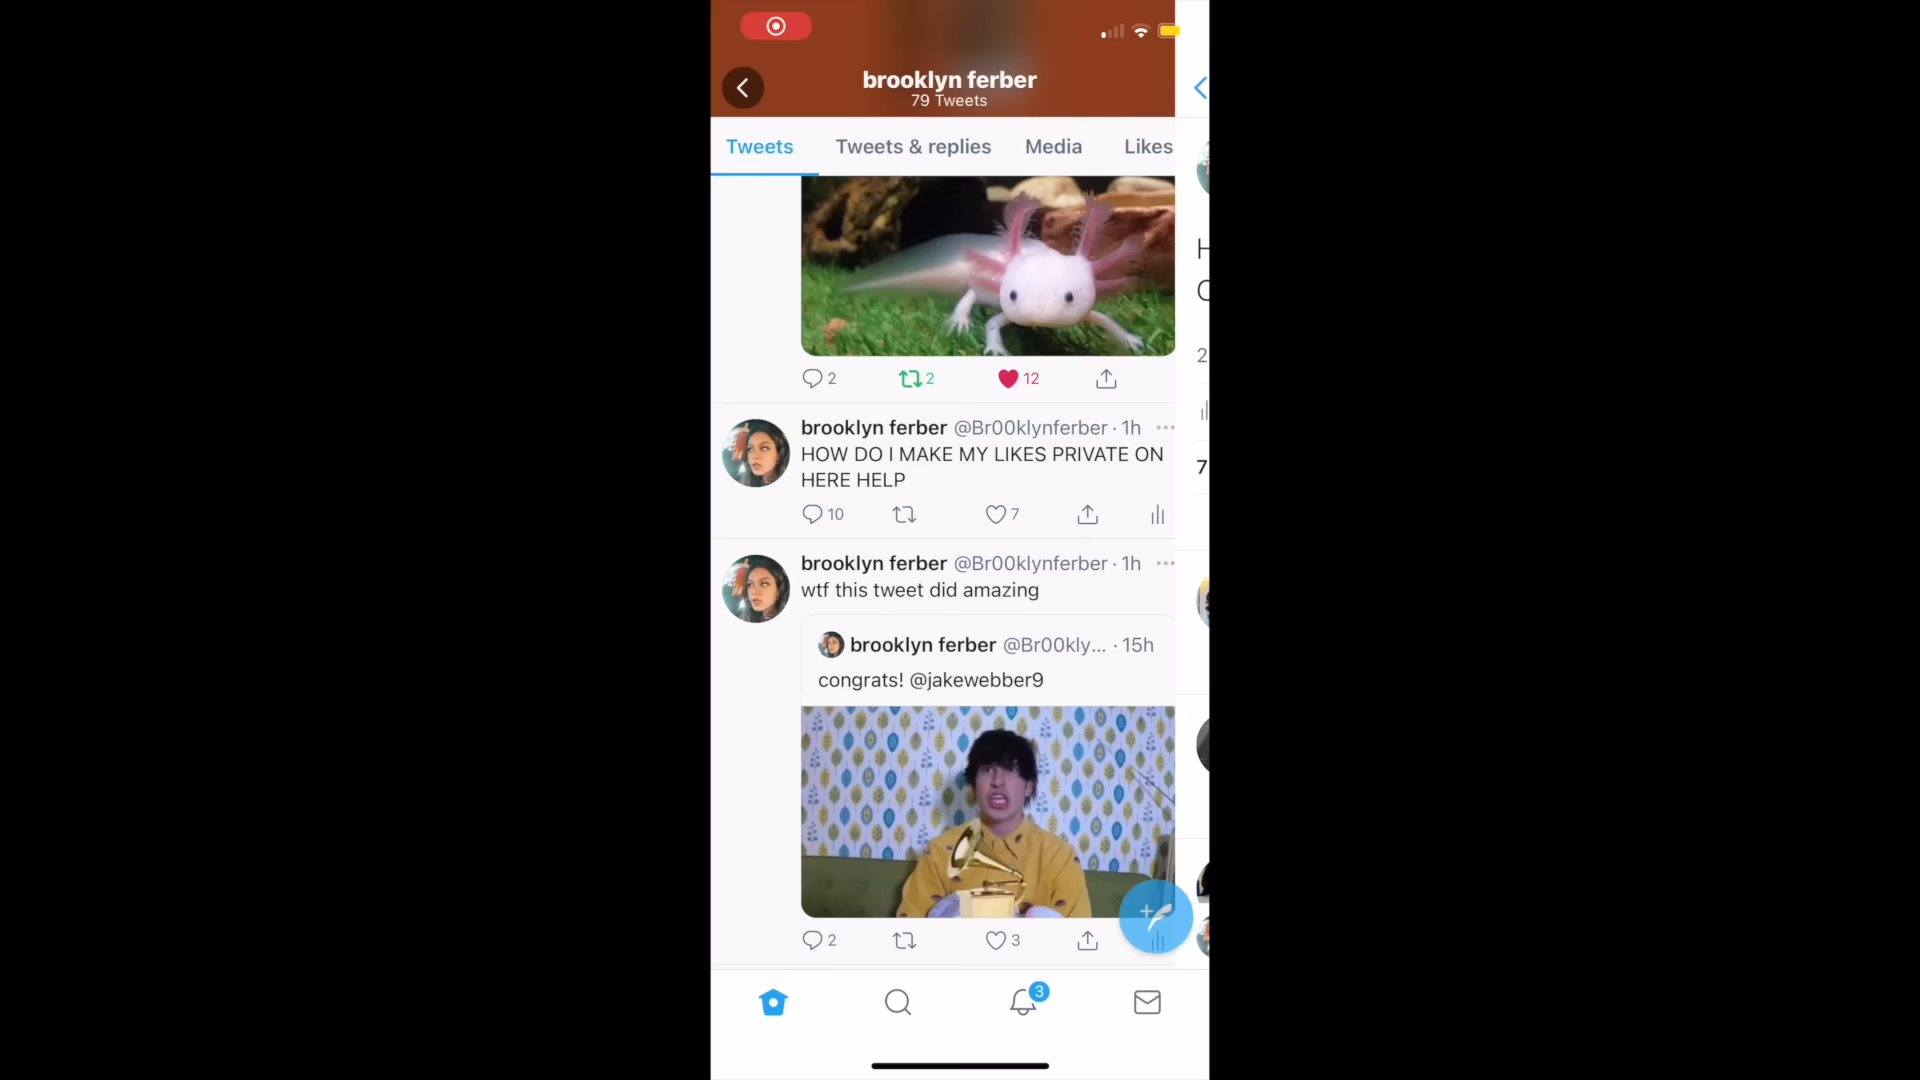 brooklyn ferber
79 Tweets
Tweets Tweets & replies Media Likes
2 2 12
brooklyn ferber @Br00klynferber · 1h
HOW DO I MAKE MY LIKES PRIVATE ON
HERE HELP
10 7
brooklyn ferber @Br00klynferber · 1h
wtf this tweet did amazing
brooklyn ferber @Br00kly... · 15h
congrats! @jakewebber9
2 3
3
H
2
7